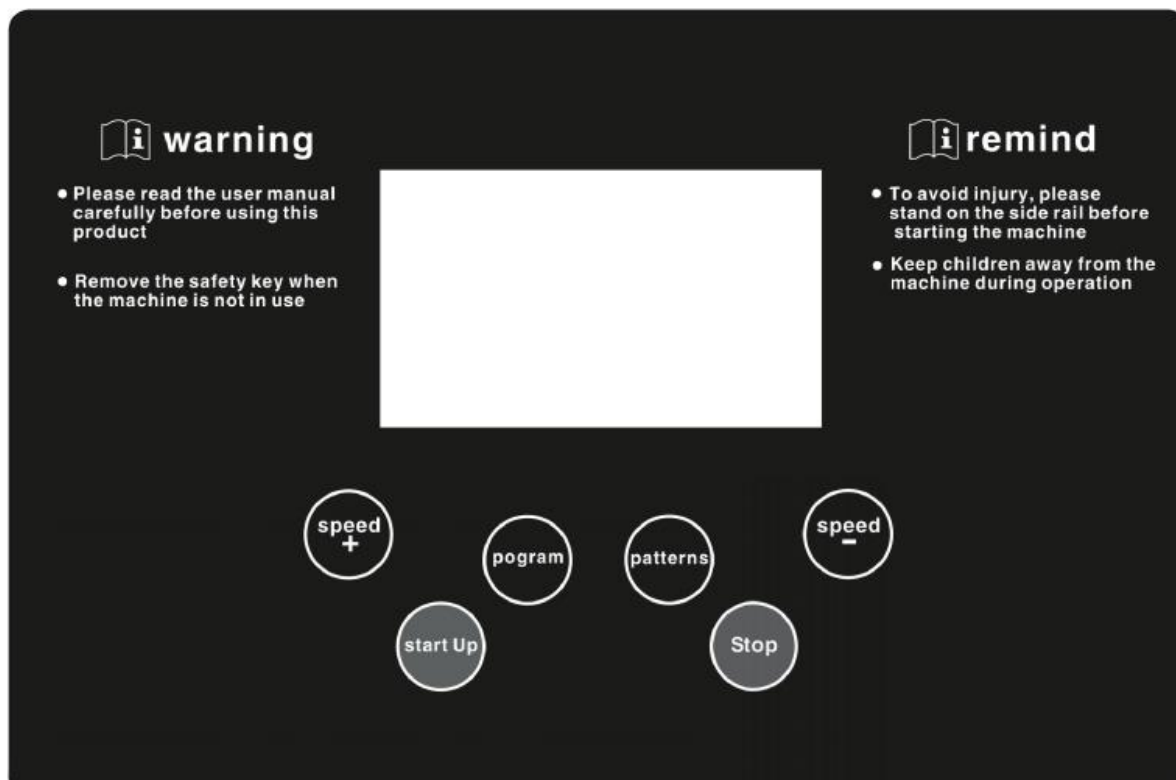 warning
● Please read the user manual
carefully before using this
product
● Remove the safety key when
the machine is not in use
remind
● To avoid injury, please
stand on the side rail before
starting the machine
● Keep children away from the
machine during operation
speed
+
pogram
patterns
speed
-
start Up
Stop